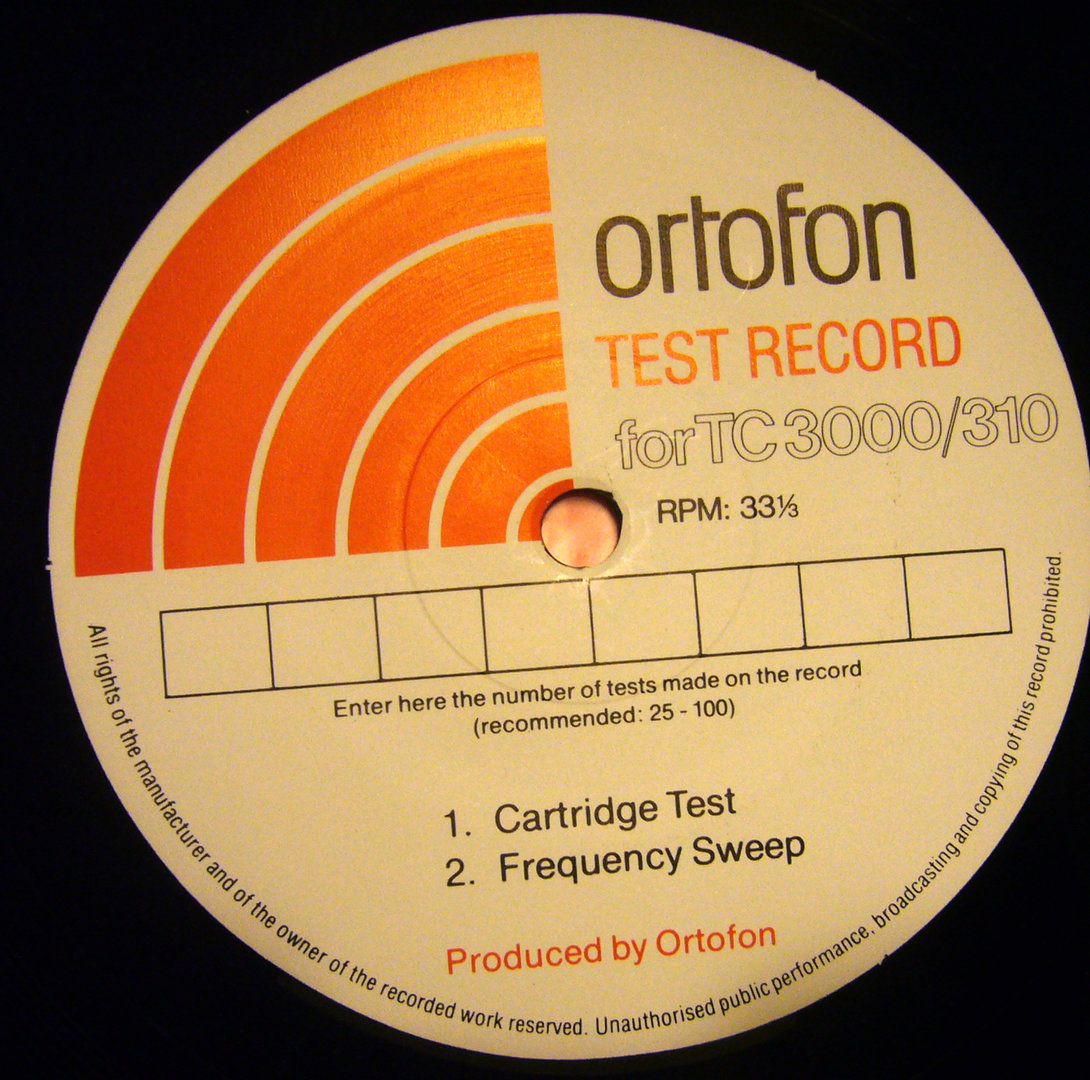 ortofon
TEST RECORD
for TC 3000/310
RPM: 33⅓
Enter here the number of tests made on the record
(recommended: 25 - 100)
1. Cartridge Test
2. Frequency Sweep
Produced by Ortofon
All rights of the manufacturer and of the owner of the recorded work reserved. Unauthorised public performance, broadcasting and copying of this record prohibited.